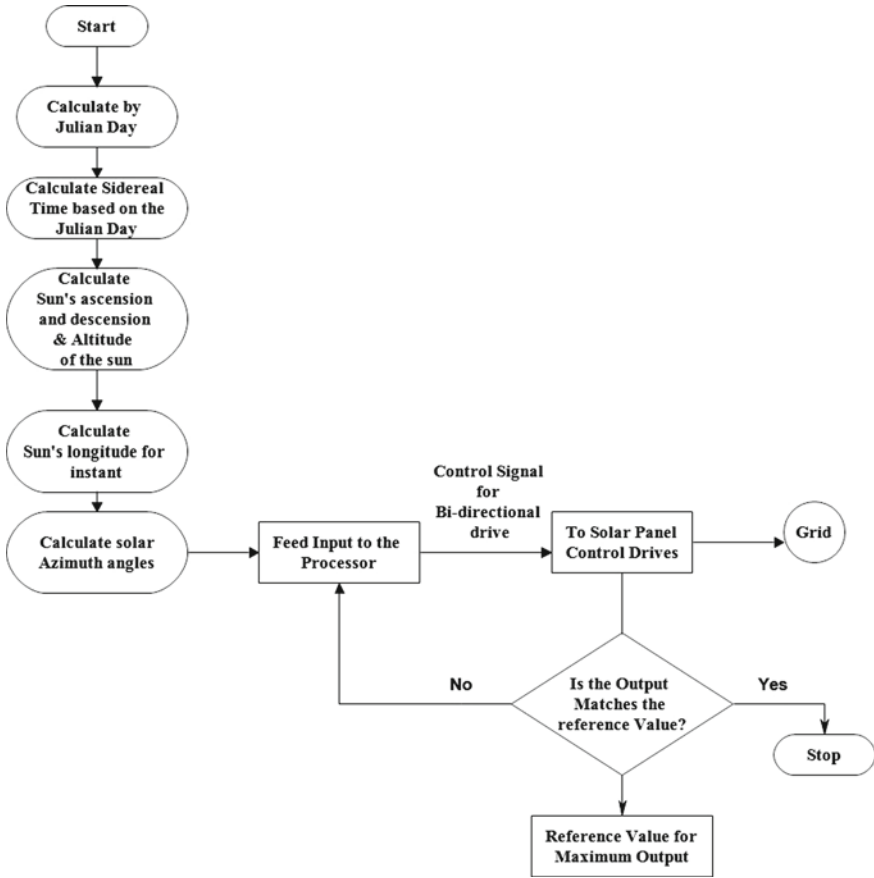 Start
Calculate by
Julian Day
Calculate Sidereal
Time based on the
Julian Day
Calculate
Sun's ascension
and descension
& Altitude
of the sun
Calculate
Sun's longitude for
instant
Calculate solar
Azimuth angles
Feed Input to the
Processor
Control Signal
for
Bi-directional
drive
To Solar Panel
Control Drives
Grid
No
Is the Output
Matches the
reference Value?
Yes
Stop
Reference Value for
Maximum Output